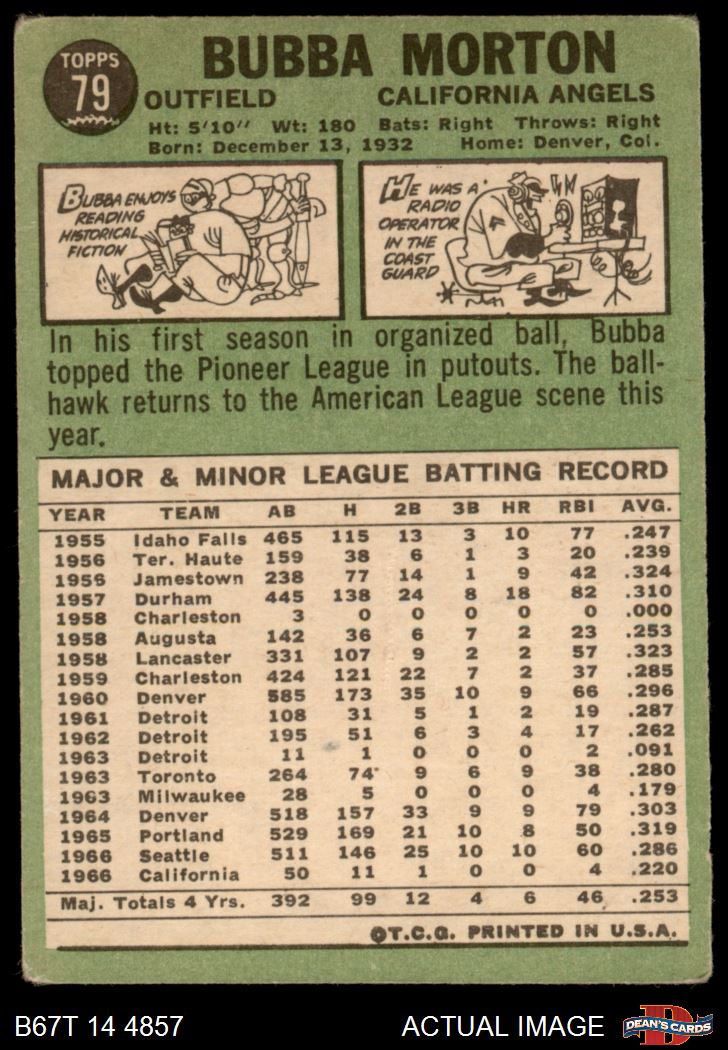 TOPPS
79
BUBBA MORTON
OUTFIELD CALIFORNIA ANGELS
Ht: 5'10" Wt: 180 Bats: Right Throws: Right
Born: December 13, 1932 Home: Denver, Col.
BUBBA ENJOYS
READING
HISTORICAL
FICTION
HE WAS A
RADIO
OPERATOR
IN THE
COAST
GUARD
In his first season in organized ball, Bubba
topped the Pioneer League in putouts. The ball-
hawk returns to the American League scene this
year.
MAJOR & MINOR LEAGUE BATTING RECORD
YEAR TEAM AB H 2B 3B HR RBI AVG.
1955 Idaho Falls 465 115 13 3 10 77 .247
1956 Ter. Haute 159 38 6 1 3 20 .239
1956 Jamestown 238 77 14 1 9 42 .324
1957 Durham 445 138 24 8 18 82 .310
1958 Charleston 3 0 0 0 0 0 .000
1958 Augusta 142 36 6 7 2 23 .253
1958 Lancaster 331 107 9 2 2 57 .323
1959 Charleston 424 121 22 7 2 37 .285
1960 Denver 585 173 35 10 9 66 .296
1961 Detroit 108 31 5 1 2 19 .287
1962 Detroit 195 51 6 3 4 17 .262
1963 Detroit 11 1 0 0 0 2 .091
1963 Toronto 264 74 9 6 9 38 .280
1963 Milwaukee 28 5 0 0 0 4 .179
1964 Denver 518 157 33 9 9 79 .303
1965 Portland 529 169 21 10 8 50 .319
1966 Seattle 511 146 25 10 10 60 .286
1966 California 50 11 1 0 0 4 .220
Maj. Totals 4 Yrs. 392 99 12 4 6 46 .253
©T.C.G. PRINTED IN U.S.A.
B67T 14 4857 ACTUAL IMAGE
DEAN'S CARDS